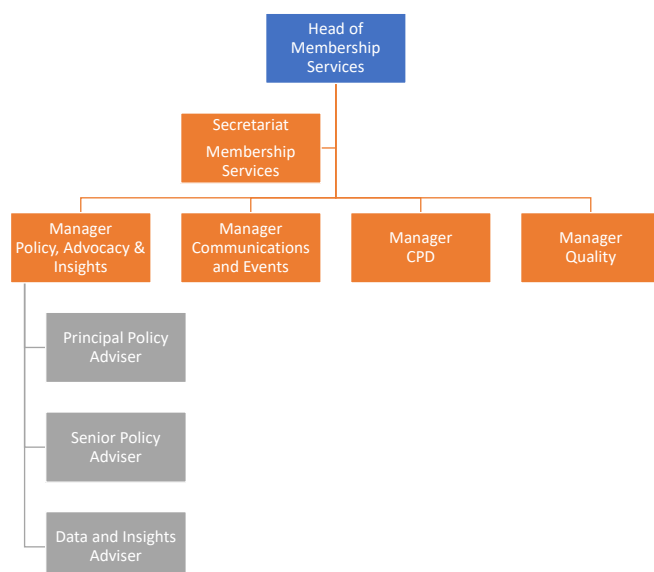 Head of
Membership
Services
Secretariat
Membership
Services
Manager
Policy, Advocacy &
Insights
Manager
Communications
and Events
Manager
CPD
Manager
Quality
Principal Policy
Adviser
Senior Policy
Adviser
Data and Insights
Adviser